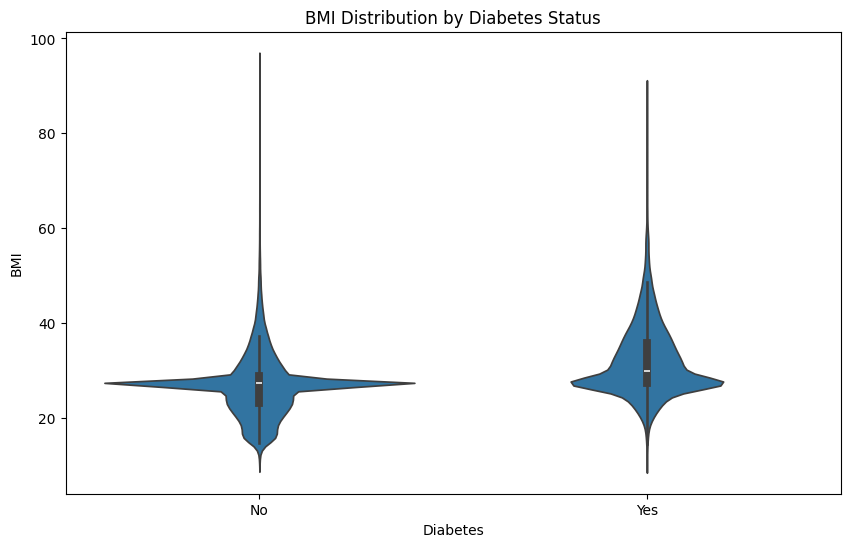 BMI Distribution by Diabetes Status
100
80
60
40
20
BMI
No
Yes
Diabetes